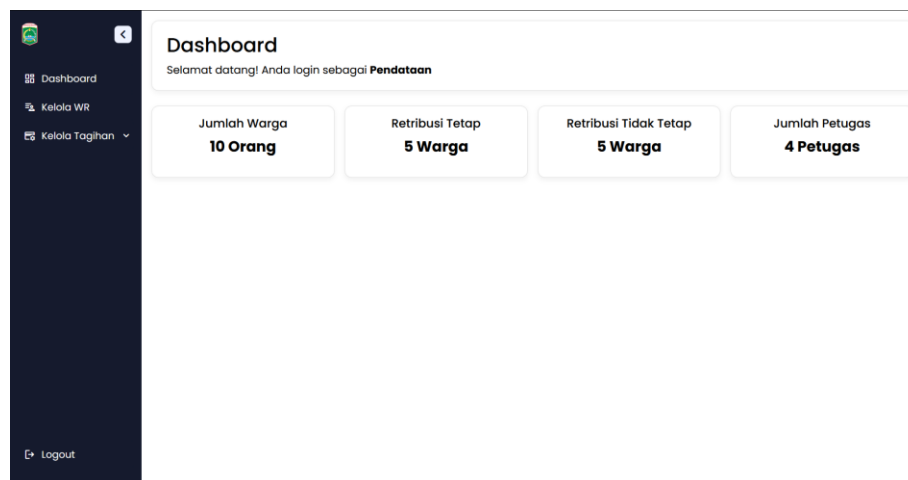 Dashboard
Kelola WR
Kelola Tagihan
Logout
Dashboard
Selamat datang! Anda login sebagai Pendataan
Jumlah Warga
10 Orang
Retribusi Tetap
5 Warga
Retribusi Tidak Tetap
5 Warga
Jumlah Petugas
4 Petugas